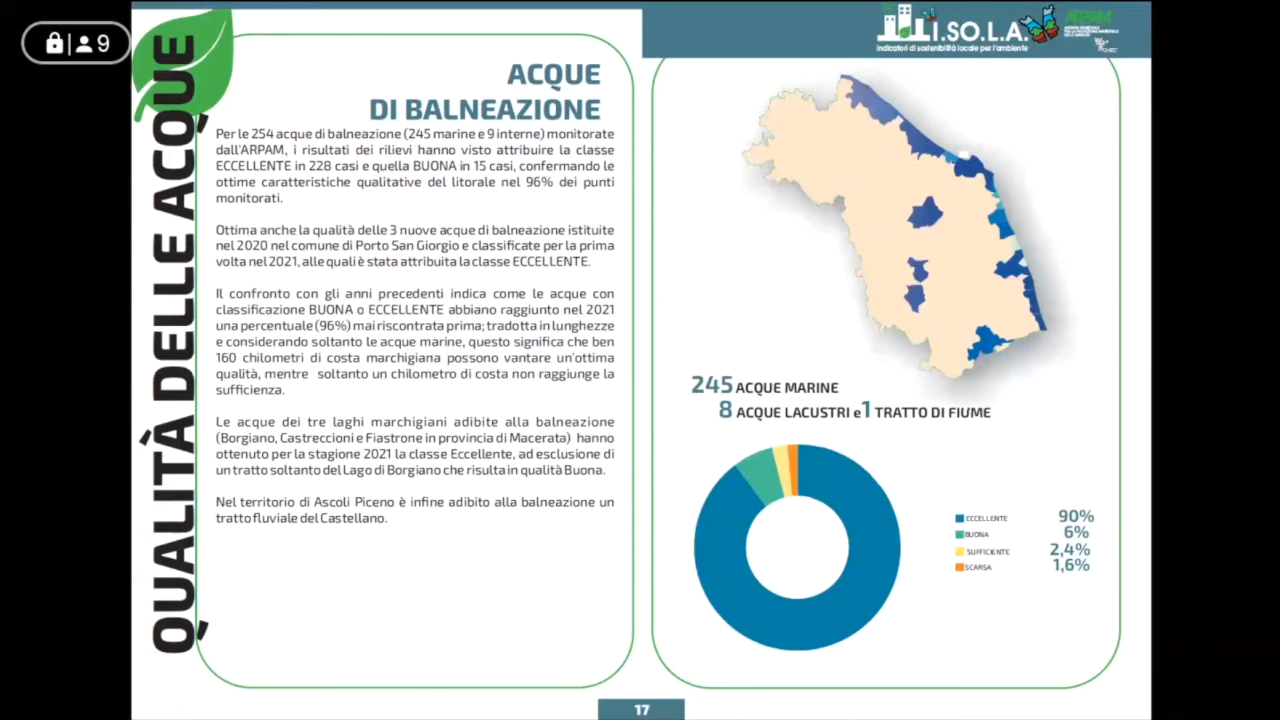 9
QUALITÀ DELLE ACQUE
I.SO.L.A.
indicatori di sostenibilità locale per l'ambiente
ARPAM
ACQUE
DI BALNEAZIONE
Per le 254 acque di balneazione (245 marine e 9 interne) monitorate
dall'ARPAM, i risultati dei rilievi hanno visto attribuire la classe
ECCELLENTE in 228 casi e quella BUONA in 15 casi, confermando le
ottime caratteristiche qualitative del litorale nel 96% dei punti
monitorati.
Ottima anche la qualità delle 3 nuove acque di balneazione istituite
nel 2020 nel comune di Porto San Giorgio e classificate per la prima
volta nel 2021, alle quali è stata attribuita la classe ECCELLENTE.
Il confronto con gli anni precedenti indica come le acque con
classificazione BUONA o ECCELLENTE abbiano raggiunto nel 2021
una percentuale (96%) mai riscontrata prima; tradotta in lunghezze
e considerando soltanto le acque marine, questo significa che ben
160 chilometri di costa marchigiana possono vantare un'ottima
qualità, mentre soltanto un chilometro di costa non raggiunge la
sufficienza.
Le acque dei tre laghi marchigiani adibite alla balneazione
(Borgiano, Castreccioni e Fiastrone in provincia di Macerata) hanno
ottenuto per la stagione 2021 la classe Eccellente, ad esclusione di
un tratto soltanto del Lago di Borgiano che risulta in qualità Buona.
Nel territorio di Ascoli Piceno è infine adibito alla balneazione un
tratto fluviale del Castellano.
245 ACQUE MARINE
8 ACQUE LACUSTRI e 1 TRATTO DI FIUME
ECCELLENTE 90%
BUONA 6%
SUFFICIENTE 2,4%
SCARSA 1,6%
17